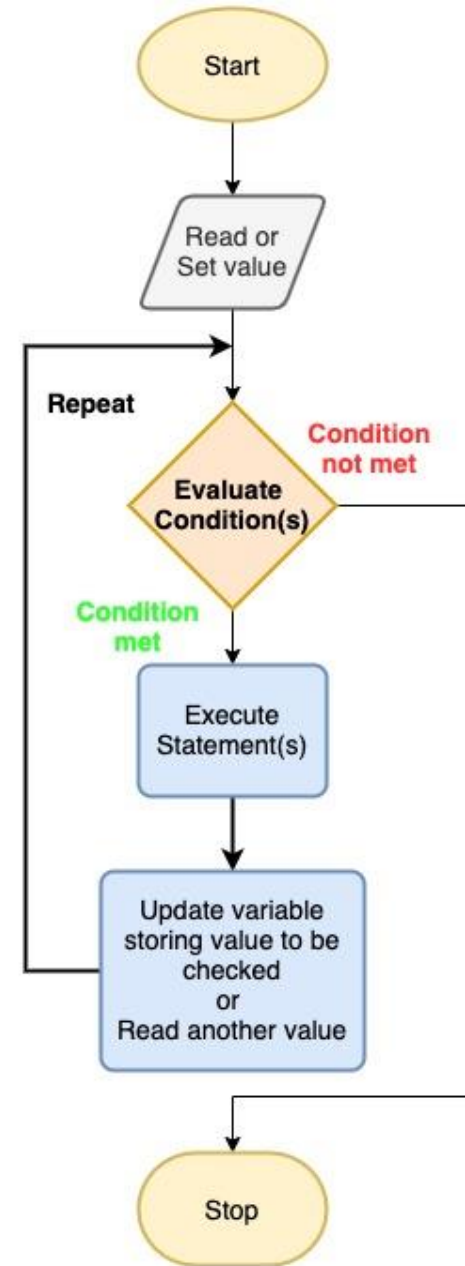 Start
Read or
Set value
Repeat
Condition
not met
Evaluate
Condition(s)
Condition
met
Execute
Statement(s)
Update variable
storing value to be
checked
or
Read another value
Stop